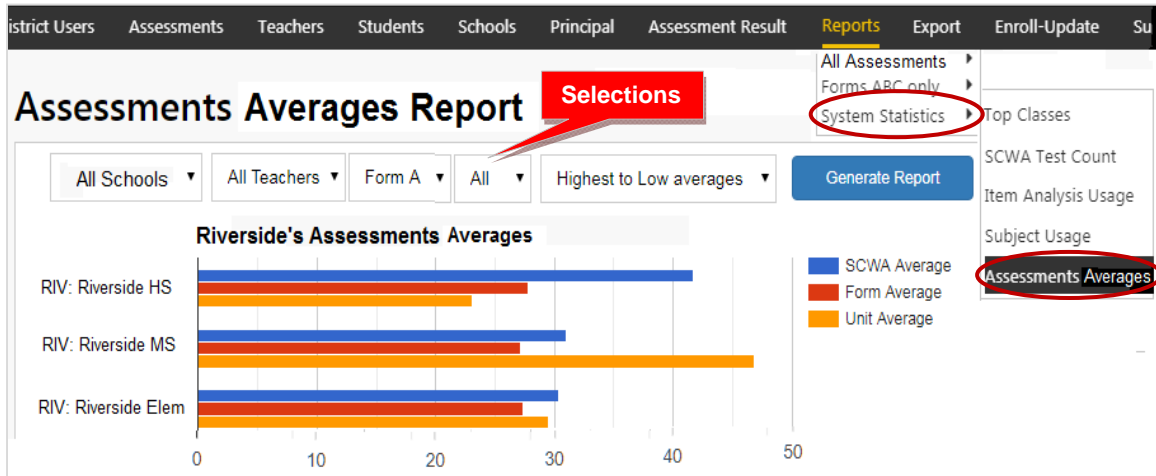 istrict Users Assessments Teachers Students Schools Principal Assessment Result Reports Export Enroll-Update Su
All Assessments
Forms ABC only
System Statistics
Top Classes
SCWA Test Count
Item Analysis Usage
Subject Usage
Assessments Averages
Assessments Averages Report
Selections
All Schools All Teachers Form A All Highest to Low averages Generate Report
Riverside's Assessments Averages
RIV: Riverside HS
RIV: Riverside MS
RIV: Riverside Elem
SCWA Average
Form Average
Unit Average
0 10 20 30 40 50